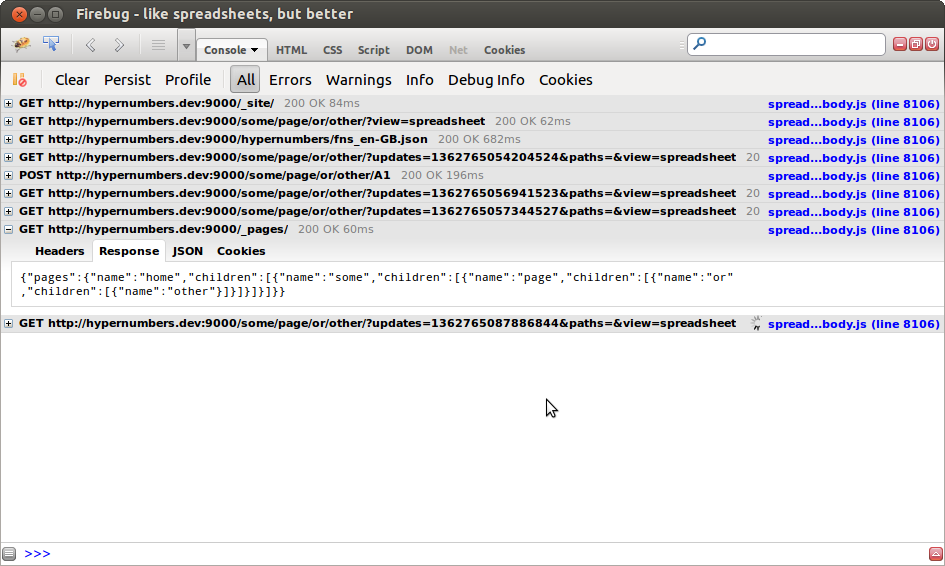 Firebug - like spreadsheets, but better
Console HTML CSS Script DOM Net Cookies
Clear Persist Profile All Errors Warnings Info Debug Info Cookies
GET http://hypernumbers.dev:9000/_site/ 200 OK 84ms spread...body.js (line 8106)
GET http://hypernumbers.dev:9000/some/page/or/other/?view=spreadsheet 200 OK 62ms spread...body.js (line 8106)
GET http://hypernumbers.dev:9000/hypernumbers/fns_en-GB.json 200 OK 682ms spread...body.js (line 8106)
GET http://hypernumbers.dev:9000/some/page/or/other/?updates=1362765054204524&paths=&view=spreadsheet 20 spread...body.js (line 8106)
POST http://hypernumbers.dev:9000/some/page/or/other/A1 200 OK 196ms spread...body.js (line 8106)
GET http://hypernumbers.dev:9000/some/page/or/other/?updates=1362765056941523&paths=&view=spreadsheet 20 spread...body.js (line 8106)
GET http://hypernumbers.dev:9000/some/page/or/other/?updates=1362765057344527&paths=&view=spreadsheet 20 spread...body.js (line 8106)
GET http://hypernumbers.dev:9000/_pages/ 200 OK 60ms spread...body.js (line 8106)
Headers Response JSON Cookies
{"pages":{"name":"home","children":[{"name":"some","children":[{"name":"page","children":[{"name":"or"
,"children":[{"name":"other"}]}]}]}]}}
GET http://hypernumbers.dev:9000/some/page/or/other/?updates=1362765087886844&paths=&view=spreadsheet spread...body.js (line 8106)
>>>